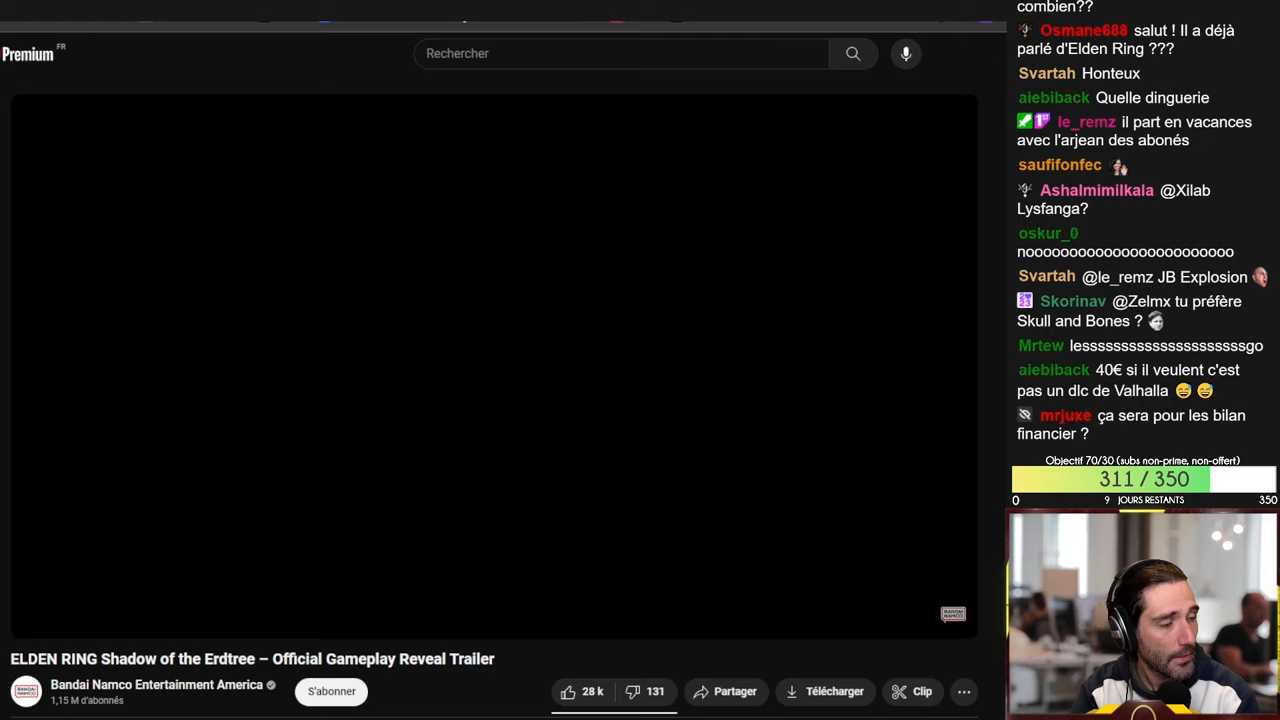 Premium FR
Rechercher
BANDAI
NAMCO
ELDEN RING Shadow of the Erdtree – Official Gameplay Reveal Trailer
BANDAI
NAMCO
Bandai Namco Entertainment America
1,15 M d'abonnés
S'abonner
28 k
131
Partager
Télécharger
Clip
combien??
Osmane688 salut ! Il a déjà
parlé d'Elden Ring ???
Svartah Honteux
aiebiback Quelle dinguerie
1st le_remz il part en vacances
avec l'arjean des abonés
saufifonfec
Ashalmimilkala @Xilab
Lysfanga?
oskur_0
nooooooooooooooooooooooo
Svartah @le_remz JB Explosion
Skorinav @Zelmx tu préfère
Skull and Bones ?
Mrtew lesssssssssssssssssssssgo
aiebiback 40€ si il veulent c'est
pas un dlc de Valhalla 😅 😅
mrjuxe ça sera pour les bilan
financier ?
Objectif 70/30 (subs non-prime, non-offert)
311 / 350
0 9 JOURS RESTANTS 350